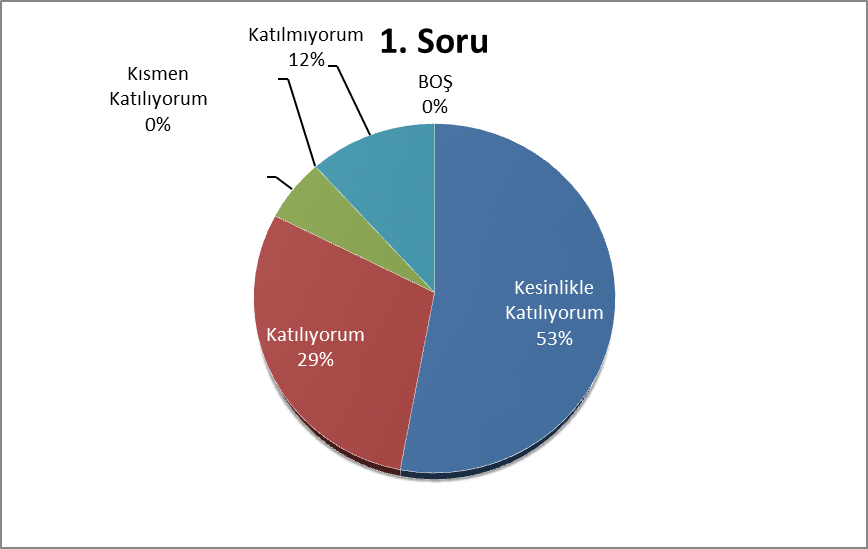 1. Soru
Katılmıyorum
12%
BOŞ
0%
Kısmen
Katılıyorum
0%
Kesinlikle
Katılıyorum
53%
Katılıyorum
29%